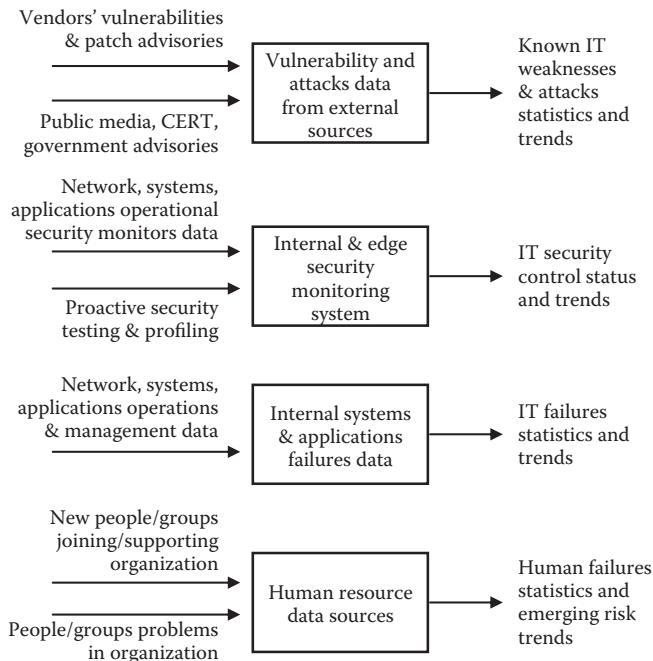 Vendors' vulnerabilities
& patch advisories
Public media, CERT,
government advisories
Vulnerability and
attacks data
from external
sources
Known IT
weaknesses
& attacks
statistics and
trends
Network, systems,
applications operational
security monitors data
Proactive security
testing & profiling
Internal & edge
security
monitoring
system
IT security
control status
and trends
Network, systems,
applications operations
& management data
Internal systems
& applications
failures data
IT failures
statistics and
trends
New people/groups
joining/supporting
organization
People/groups problems
in organization
Human resource
data sources
Human failures
statistics and
emerging risk
trends